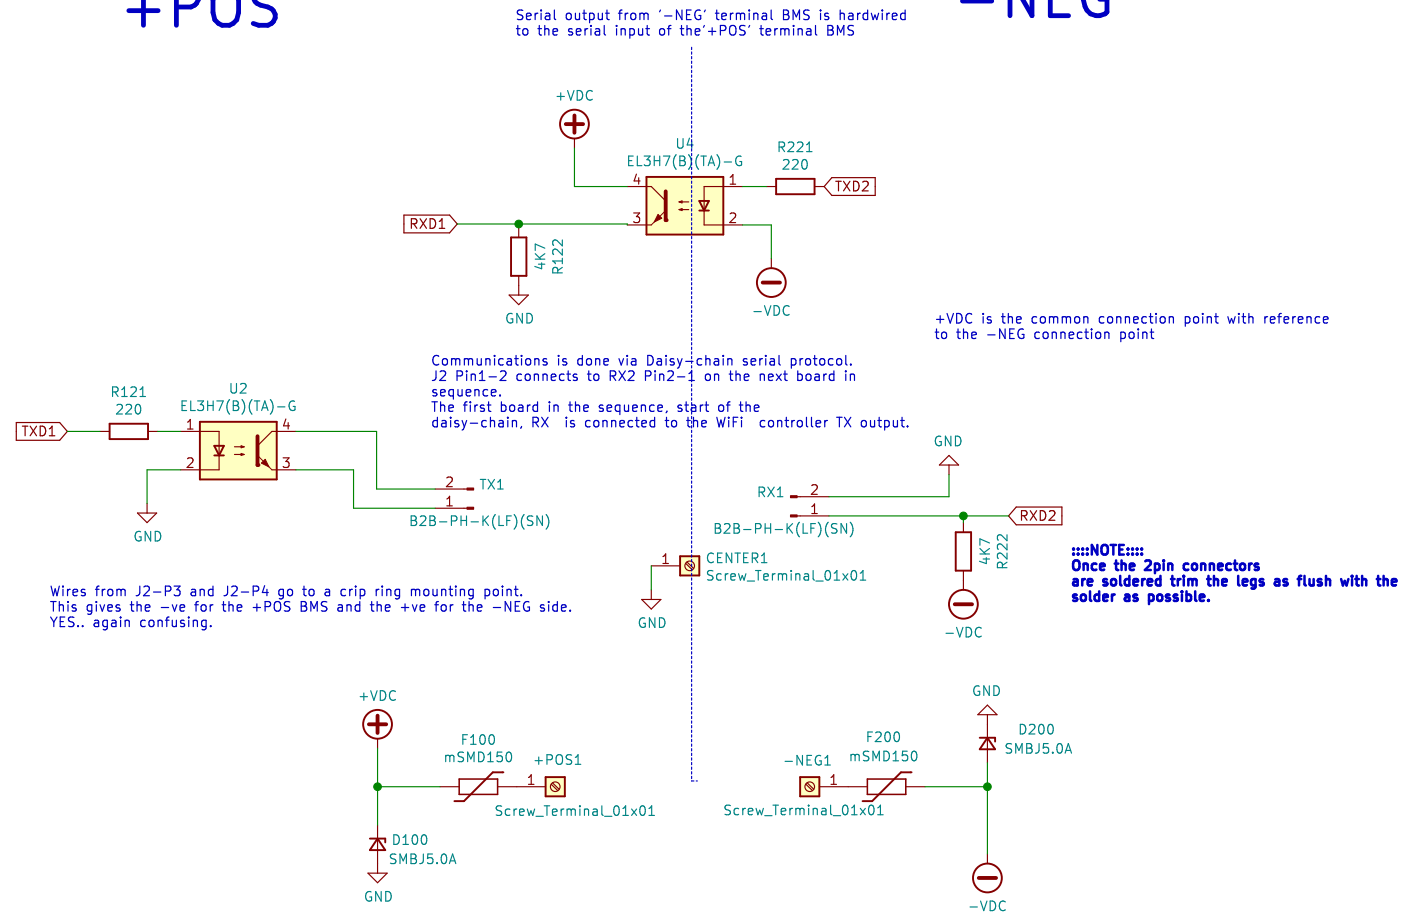 +POS
-NEG
Serial output from '-NEG' terminal BMS is hardwired
to the serial input of the'+POS' terminal BMS
+VDC
U4
EL3H7(B)(TA)-G
R221
220
4
1
TXD2
RXD1
3
2
4K7
R122
GND
-VDC
+VDC is the common connection point with reference
to the -NEG connection point
Communications is done via Daisy-chain serial protocol.
J2 Pin1-2 connects to RX2 Pin2-1 on the next board in
sequence.
The first board in the sequence, start of the
daisy-chain, RX  is connected to the WiFi  controller TX output.
R121
220
U2
EL3H7(B)(TA)-G
TXD1
1
4
2
3
GND
2
TX1
1
B2B-PH-K(LF)(SN)
GND
RX1
2
1
B2B-PH-K(LF)(SN)
RXD2
4K7
R222
-VDC
1
CENTER1
Screw_Terminal_01x01
GND
::::NOTE::::
Once the 2pin connectors
are soldered trim the legs as flush with the
solder as possible.
Wires from J2-P3 and J2-P4 go to a crip ring mounting point.
This gives the -ve for the +POS BMS and the +ve for the -NEG side.
YES.. again confusing.
+VDC
F100
mSMD150
1
+POS1
Screw_Terminal_01x01
D100
SMBJ5.0A
GND
GND
D200
SMBJ5.0A
F200
mSMD150
-NEG1
1
Screw_Terminal_01x01
-VDC